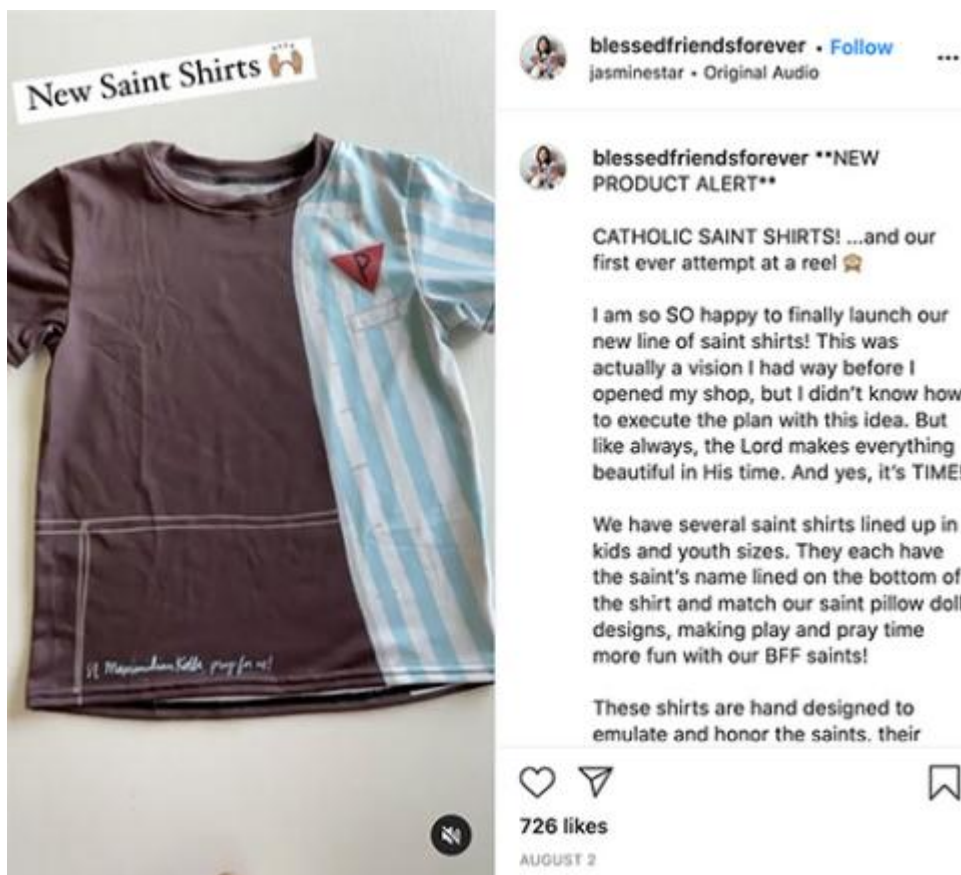 New Saint Shirts 🙌🏽
P
St. Maximilian Kolbe, pray for us!
blessedfriendsforever • Follow
jasminestar • Original Audio
blessedfriendsforever **NEW
PRODUCT ALERT**
CATHOLIC SAINT SHIRTS! ...and our
first ever attempt at a reel 🙈
I am so SO happy to finally launch our
new line of saint shirts! This was
actually a vision I had way before I
opened my shop, but I didn't know how
to execute the plan with this idea. But
like always, the Lord makes everything
beautiful in His time. And yes, it's TIME!
We have several saint shirts lined up in
kids and youth sizes. They each have
the saint's name lined on the bottom of
the shirt and match our saint pillow doll
designs, making play and pray time
more fun with our BFF saints!
These shirts are hand designed to
emulate and honor the saints, their
726 likes
AUGUST 2